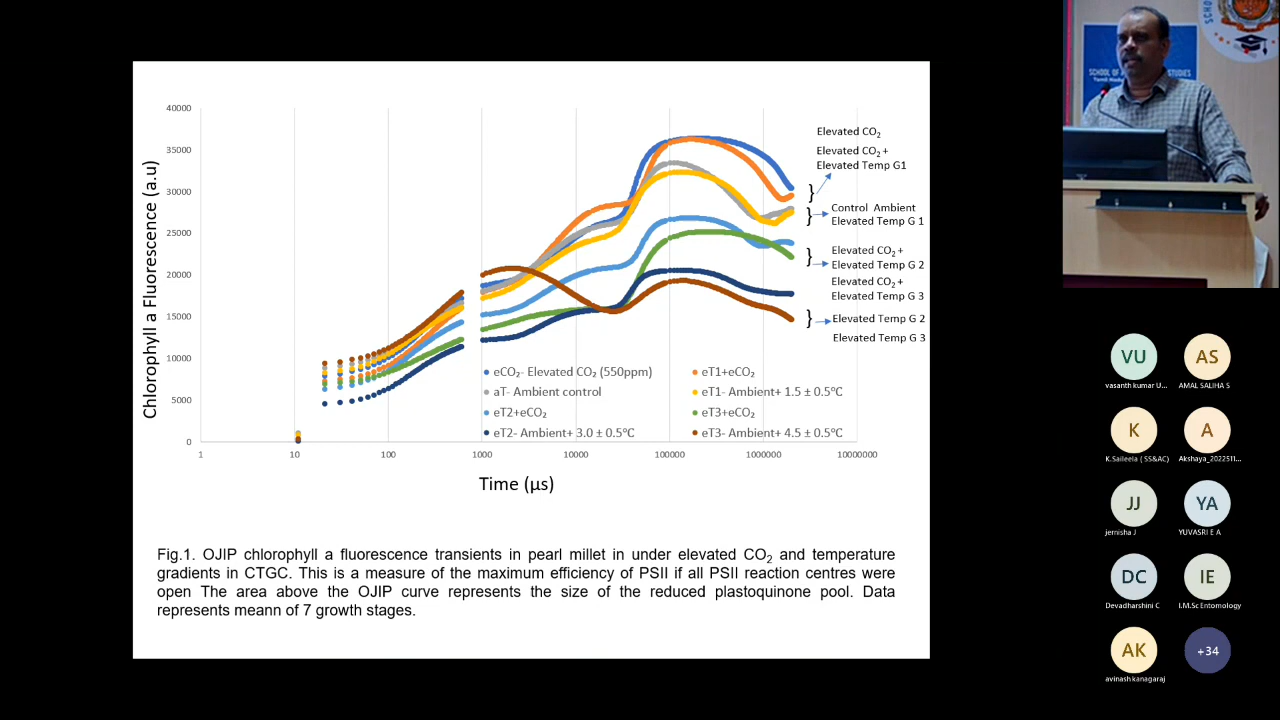 40000
35000
30000
25000
20000
15000
10000
5000
0
Chlorophyll a Fluorescence (a.u)
1
10
100
1000
10000
100000
1000000
10000000
Time (µs)
Elevated CO₂
Elevated CO₂ +
Elevated Temp G1
Control Ambient
Elevated Temp G 1
Elevated CO₂ +
Elevated Temp G 2
Elevated CO₂ +
Elevated Temp G 3
Elevated Temp G 2
Elevated Temp G 3
eCO₂- Elevated CO₂ (550ppm)
eT1+eCO₂
aT- Ambient control
eT1- Ambient+ 1.5 ± 0.5°C
eT2+eCO₂
eT3+eCO₂
eT2- Ambient+ 3.0 ± 0.5°C
eT3- Ambient+ 4.5 ± 0.5°C
Fig.1. OJIP chlorophyll a fluorescence transients in pearl millet in under elevated CO₂ and temperature
gradients in CTGC. This is a measure of the maximum efficiency of PSII if all PSII reaction centres were
open The area above the OJIP curve represents the size of the reduced plastoquinone pool. Data
represents meann of 7 growth stages.
SCHOOL OF
STUDIES
VU
vasanth kumar U...
AS
AMAL SALIHA S
K
K.Saileela ( SS&AC)
A
Akshaya_2022511...
JJ
jernisha J
YA
YUVASRI E A
DC
Devadharshini C
IE
I.M.Sc Entomology
AK
avinash kanagaraj
+34